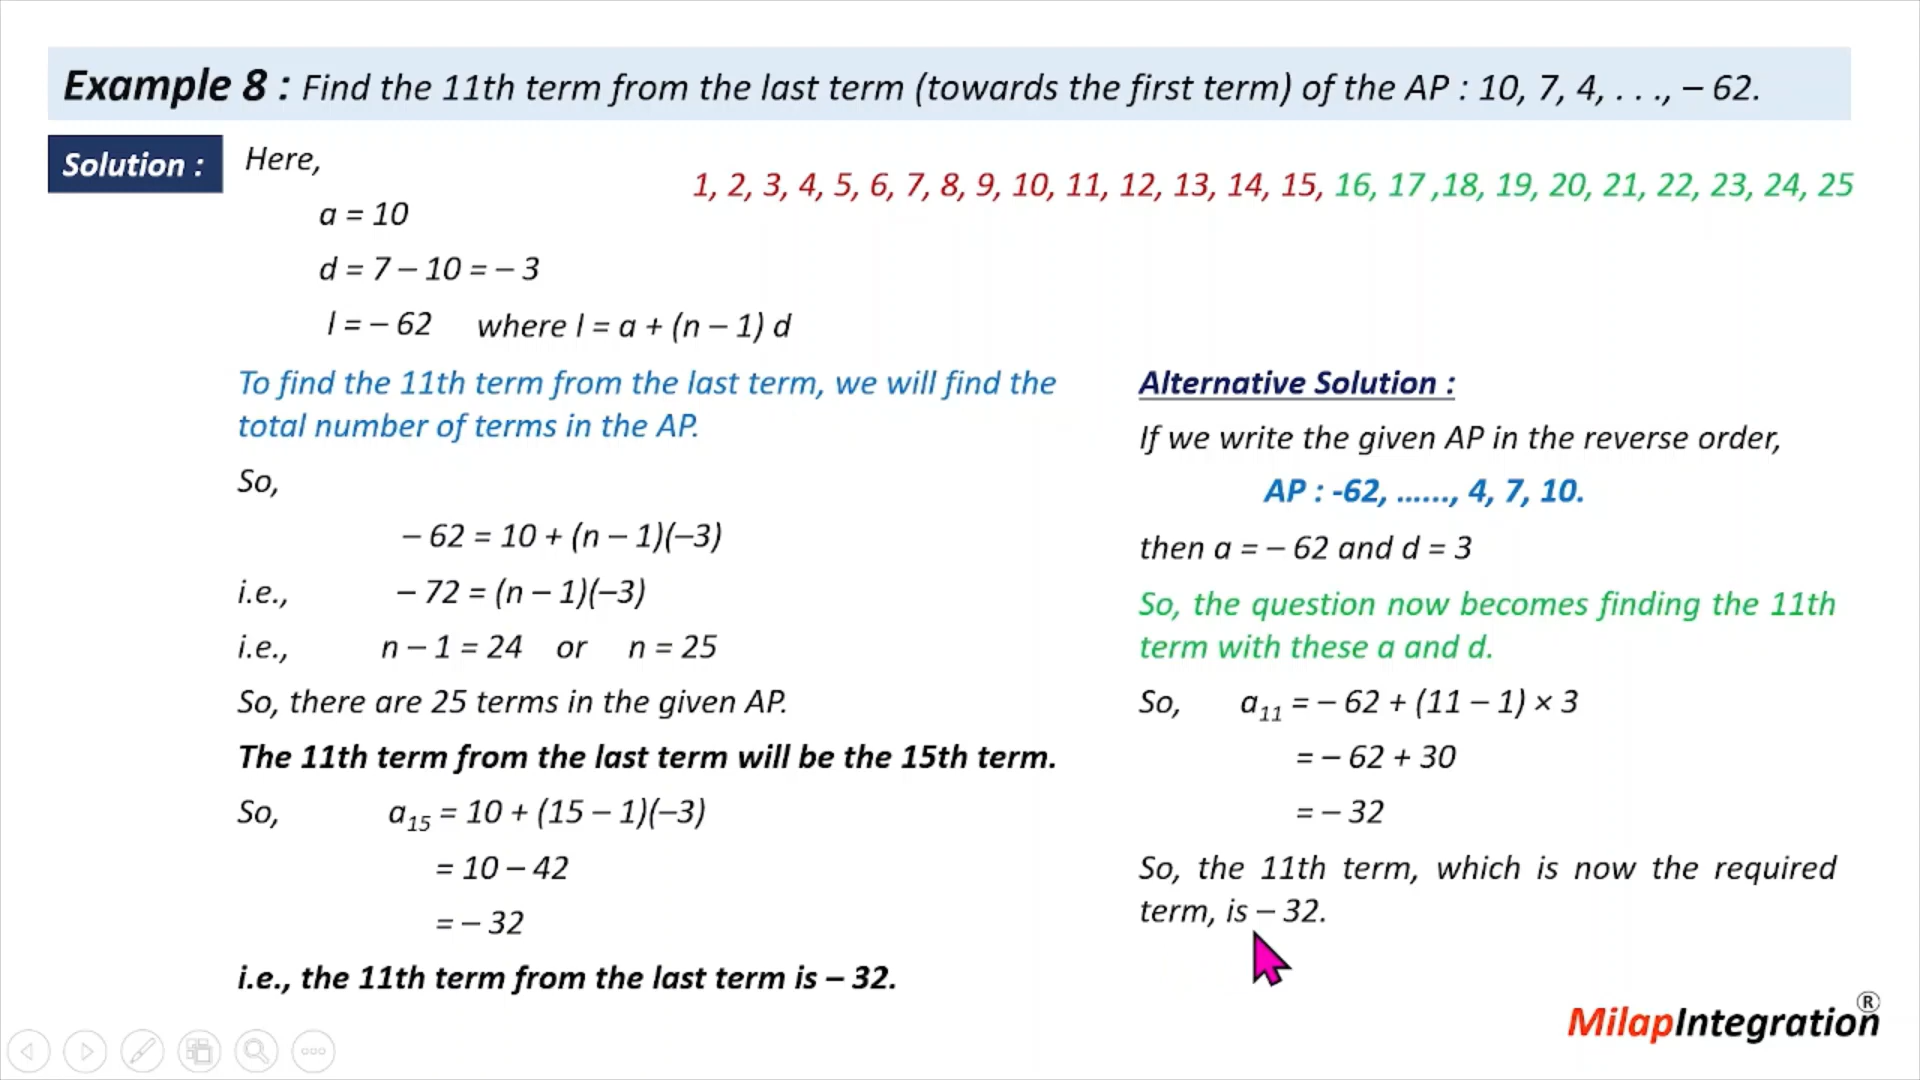 Example 8 : Find the 11th term from the last term (towards the first term) of the AP : 10, 7, 4, . . ., – 62.
Solution :
Here,
1, 2, 3, 4, 5, 6, 7, 8, 9, 10, 11, 12, 13, 14, 15, 16, 17 ,18, 19, 20, 21, 22, 23, 24, 25
a = 10
d = 7 – 10 = – 3
l = – 62 where l = a + (n – 1) d
To find the 11th term from the last term, we will find the
total number of terms in the AP.
So,
– 62 = 10 + (n – 1)(–3)
i.e., – 72 = (n – 1)(–3)
i.e., n – 1 = 24 or n = 25
So, there are 25 terms in the given AP.
The 11th term from the last term will be the 15th term.
So, a15 = 10 + (15 – 1)(–3)
= 10 – 42
= – 32
i.e., the 11th term from the last term is – 32.
Alternative Solution :
If we write the given AP in the reverse order,
AP : -62, ......, 4, 7, 10.
then a = – 62 and d = 3
So, the question now becomes finding the 11th
term with these a and d.
So, a11 = – 62 + (11 – 1) × 3
= – 62 + 30
= – 32
So, the 11th term, which is now the required
term, is – 32.
MilapIntegration®